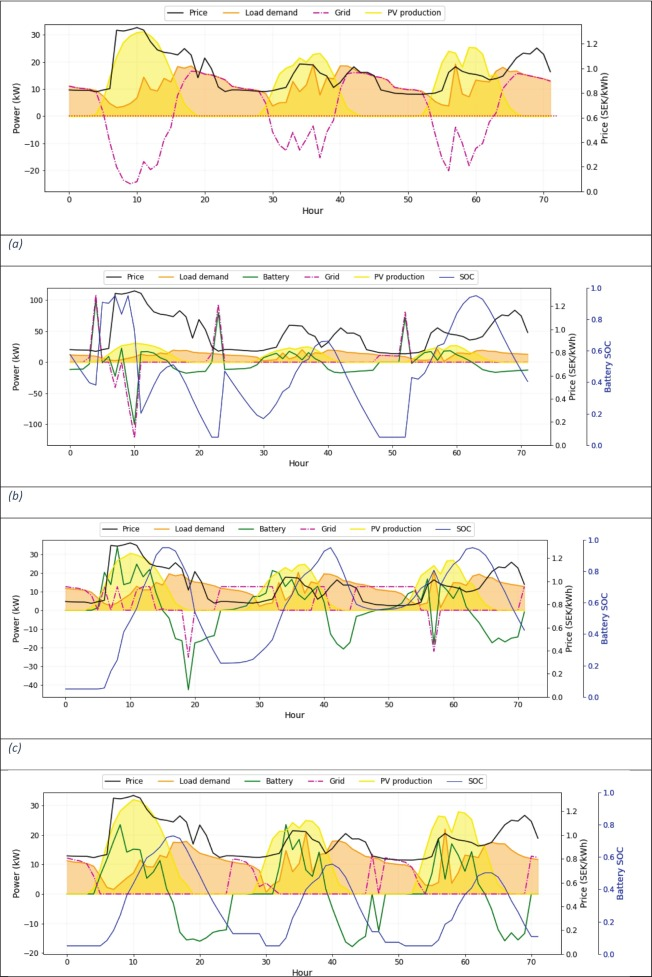 Price Load demand Grid PV production
30
20
10
0
−10
−20
Power (kW)
1.2
1.0
0.8
0.6
0.4
0.2
0.0
Price (SEK/kWh)
0 10 20 30 40 50 60 70
Hour
(a)
Price Load demand Battery Grid PV production SOC
100
50
0
−50
−100
Power (kW)
1.2
1.0
0.8
0.6
0.4
0.2
0.0
Price (SEK/kWh)
1.0
0.8
0.6
0.4
0.2
0.0
Battery SOC
0 10 20 30 40 50 60 70
Hour
(b)
Price Load demand Battery Grid PV production SOC
30
20
10
0
−10
−20
−30
−40
Power (kW)
1.2
1.0
0.8
0.6
0.4
0.2
0.0
Price (SEK/kWh)
1.0
0.8
0.6
0.4
0.2
0.0
Battery SOC
0 10 20 30 40 50 60 70
Hour
(c)
Price Load demand Battery Grid PV production SOC
30
20
10
0
−10
−20
Power (kW)
1.2
1.0
0.8
0.6
0.4
0.2
0.0
Price (SEK/kWh)
1.0
0.8
0.6
0.4
0.2
0.0
Battery SOC
0 10 20 30 40 50 60 70
Hour